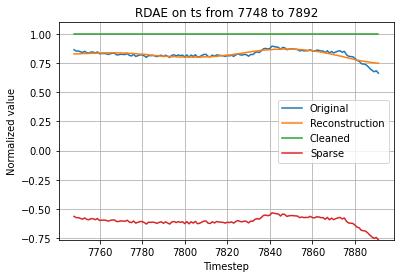 RDAE on ts from 7748 to 7892
Normalized value
1.00
0.75
0.50
0.25
0.00
−0.25
−0.50
−0.75
Original
Reconstruction
Cleaned
Sparse
7760 7780 7800 7820 7840 7860 7880
Timestep